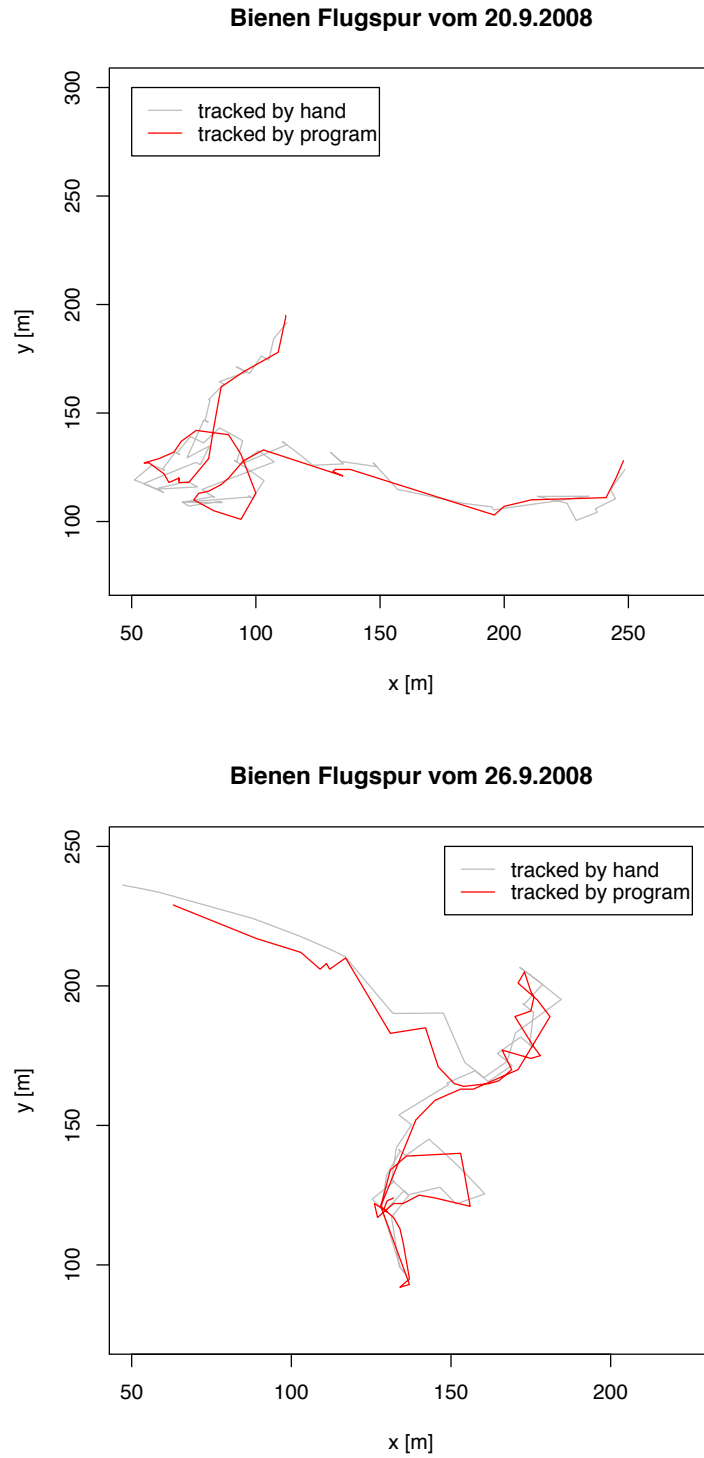 Bienen Flugspur vom 20.9.2008
tracked by hand
tracked by program
y [m]
300
250
200
150
100
50 100 150 200 250
x [m]
Bienen Flugspur vom 26.9.2008
tracked by hand
tracked by program
y [m]
250
200
150
100
50 100 150 200
x [m]